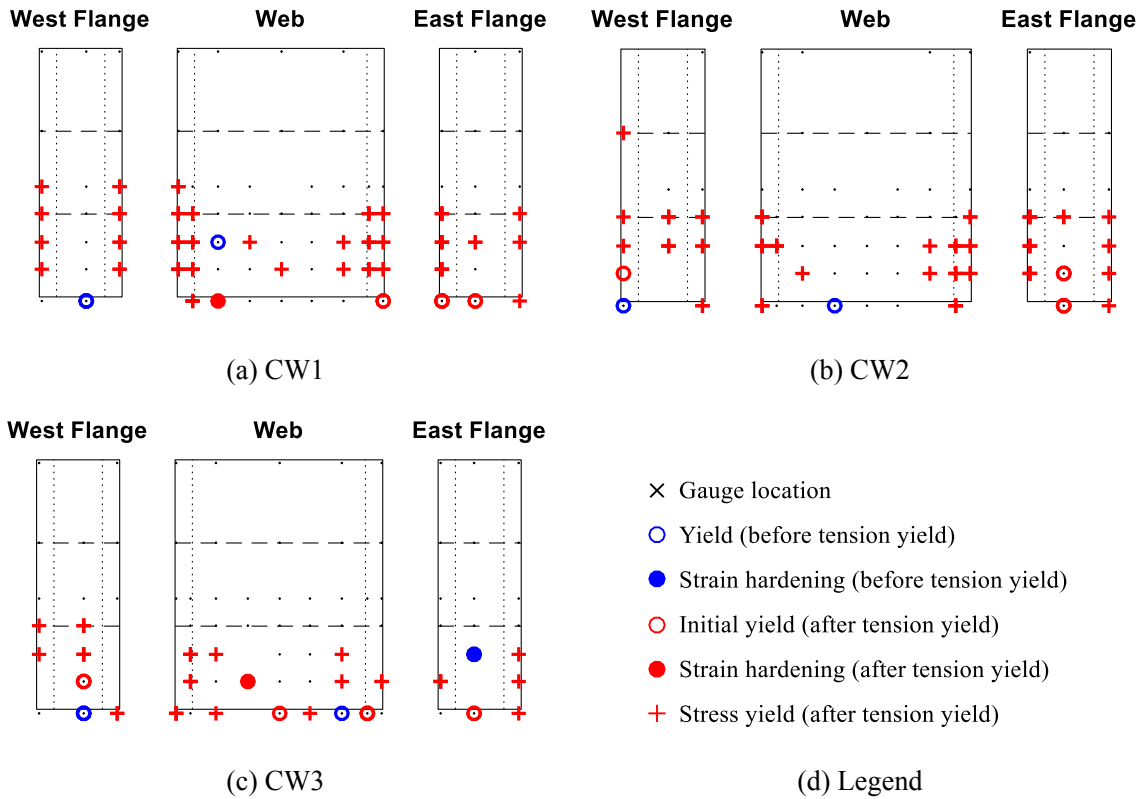 West Flange Web East Flange
West Flange Web East Flange
(a) CW1
(b) CW2
West Flange Web East Flange
Gauge location
Yield (before tension yield)
Strain hardening (before tension yield)
Initial yield (after tension yield)
Strain hardening (after tension yield)
Stress yield (after tension yield)
(c) CW3
(d) Legend